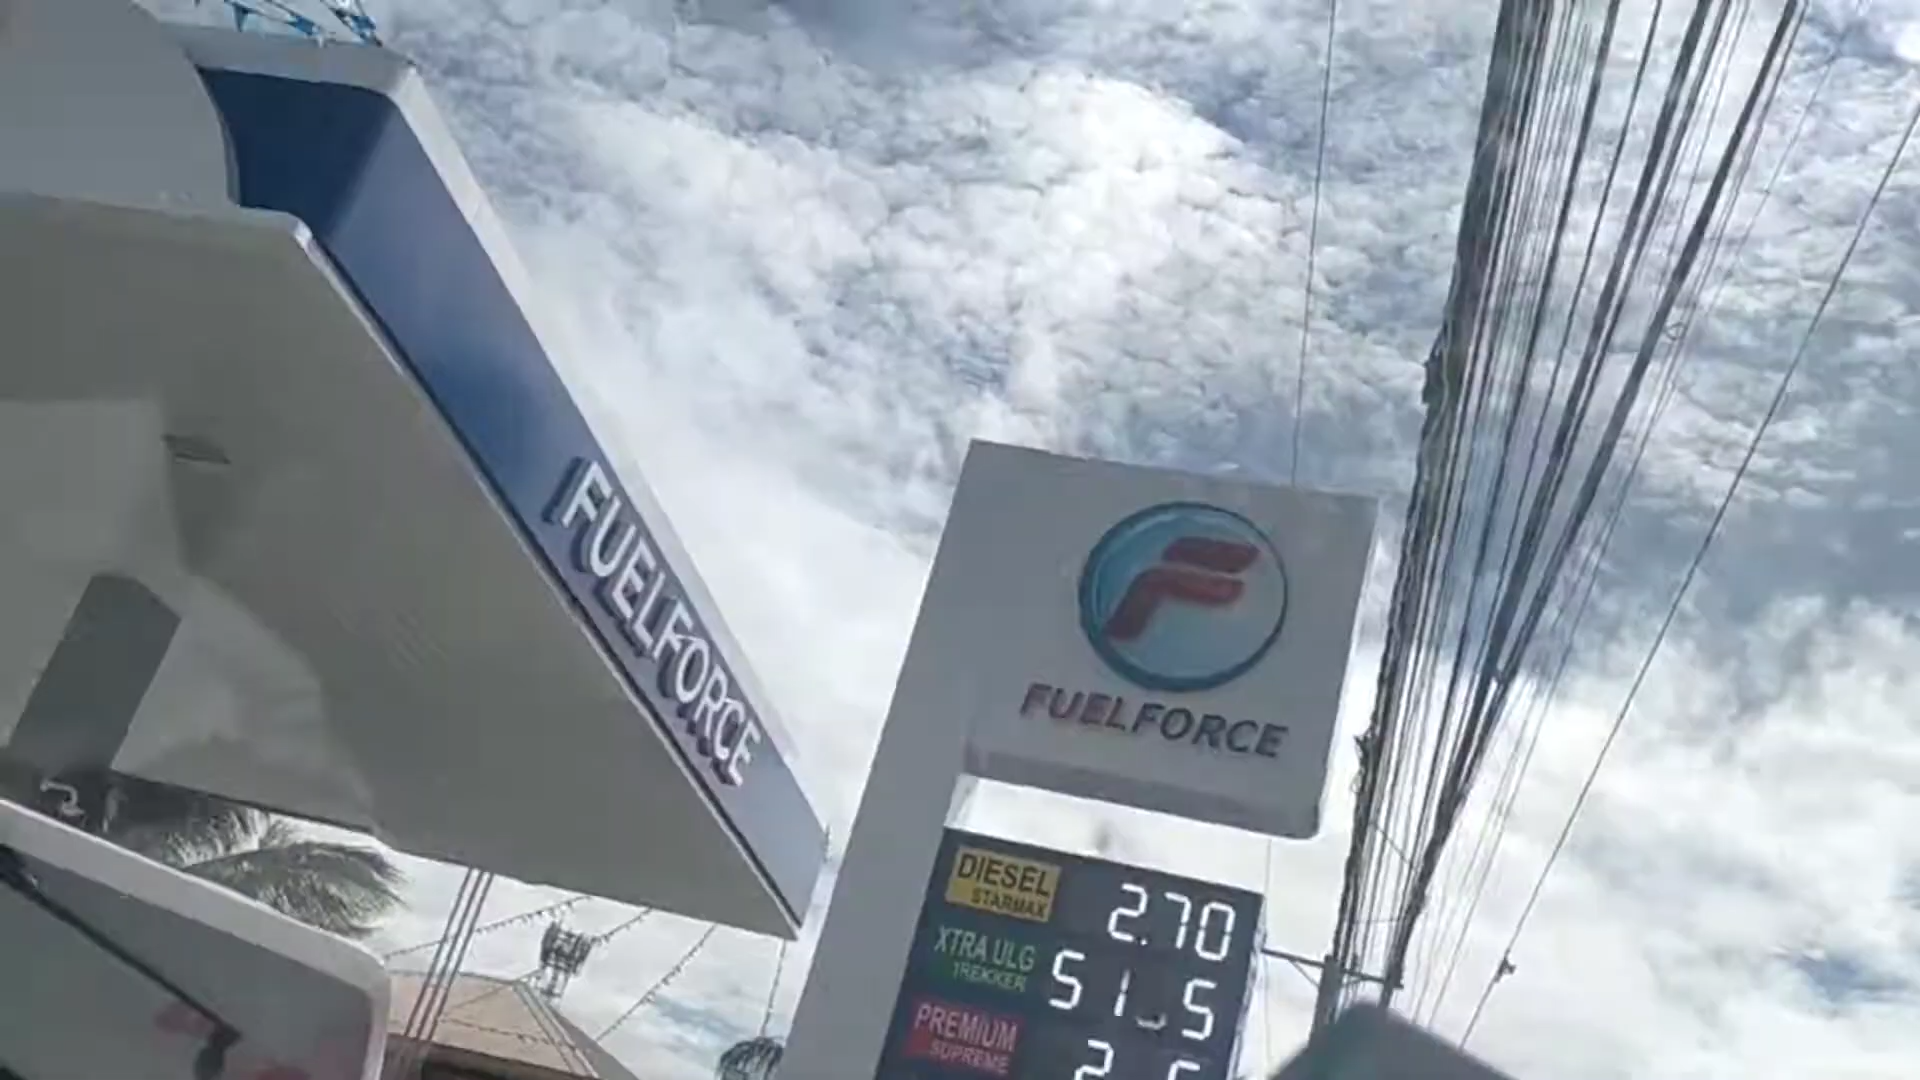 FUELFORCE
FUELFORCE
DIESEL 2.70
STARMAX
XTRA ULG
TREKKER
PREMIUM
SUPREME